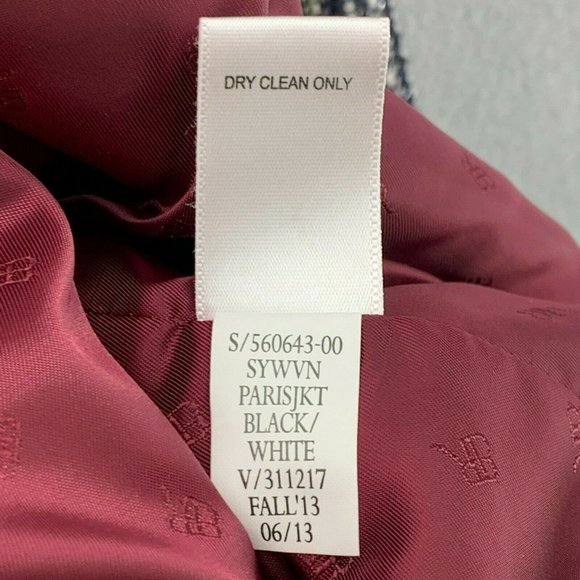 DRY CLEAN ONLY
S/560643-00
SYWVN
PARISJKT
BLACK/
WHITE
V/311217
FALL'13
06/13